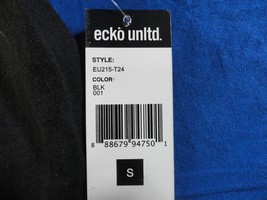 ecko unltd.
STYLE:
EU215-T24
COLOR:
BLK
001
8 88679 94750 1
S